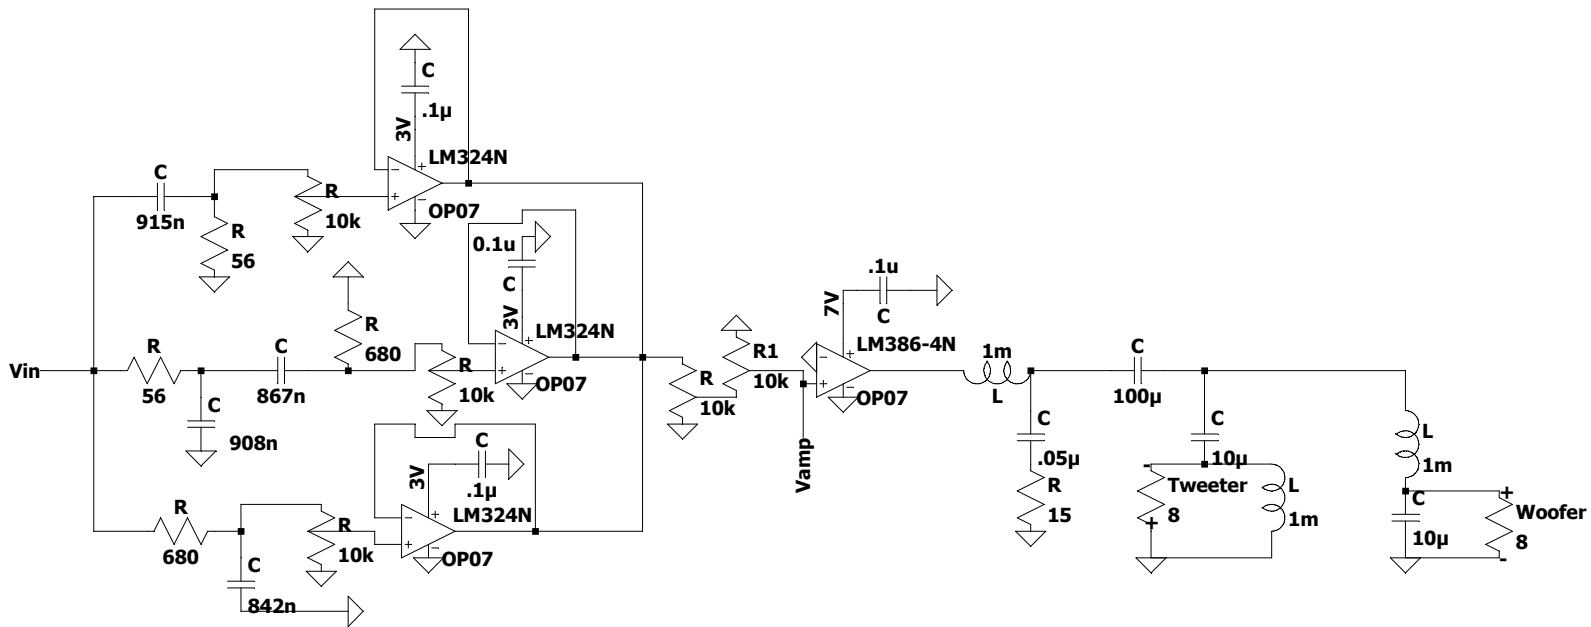 C
.1µ
3V
LM324N
OP07
C
915n
R
56
R
10k
0.1u
C
3V
LM324N
OP07
R
680
Vin
R
56
C
867n
C
908n
R
10k
R
680
C
842n
R
10k
3V
C
.1µ
LM324N
OP07
R
10k
R1
10k
Vamp
7V
.1u
C
LM386-4N
OP07
1m
L
C
.05µ
R
15
C
100µ
C
10µ
-
Tweeter
8
+
L
1m
L
1m
C
10µ
+
Woofer
8
-